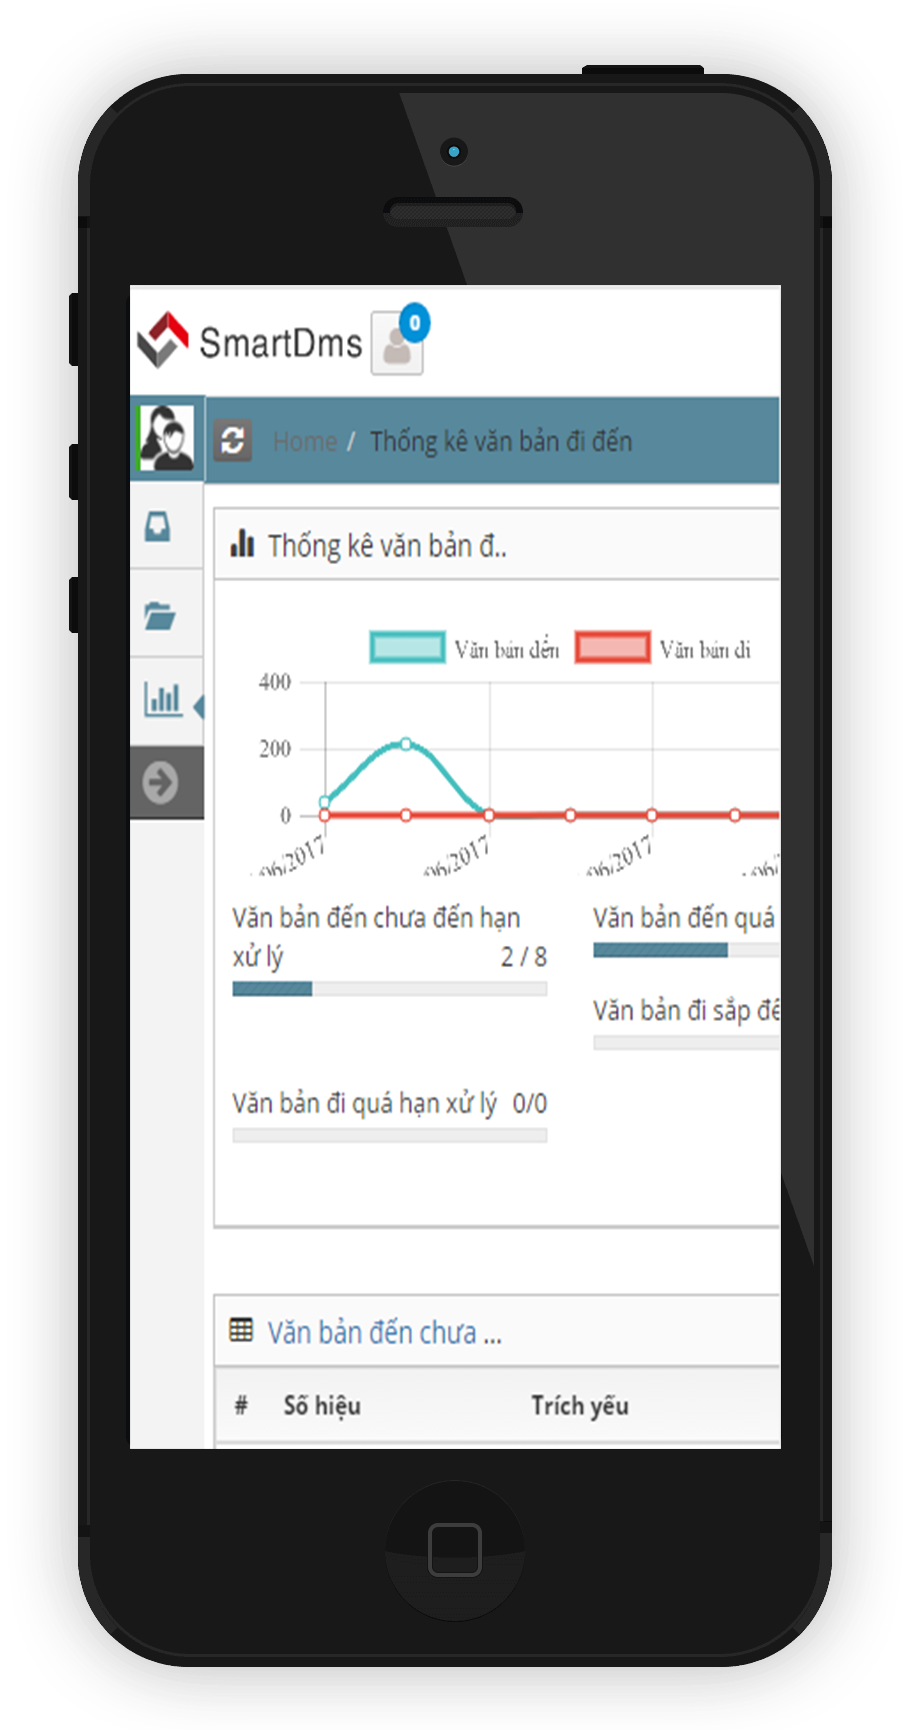 SmartDms
0
Home / Thống kê văn bản đi đến
Thống kê văn bản đ..
Văn bản đến Văn bản đi
400
200
0
06/2017 06/2017 06/2017
Văn bản đến chưa đến hạn
xử lý 2 / 8
Văn bản đến quá
Văn bản đi sắp
Văn bản đi quá hạn xử lý 0/0
Văn bản đến chưa ...
# Số hiệu Trích yếu